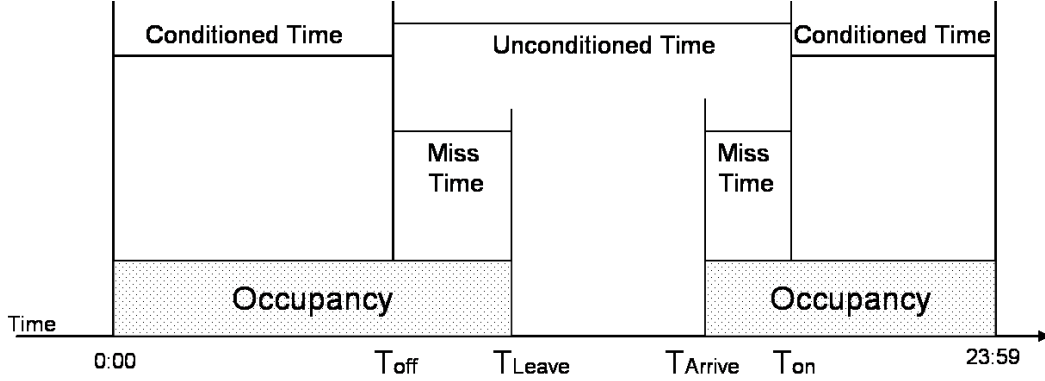 Conditioned Time
Unconditioned Time
Conditioned Time
Miss
Time
Miss
Time
Occupancy
Occupancy
Time
0:00
Toff
TLeave
TArrive
Ton
23:59